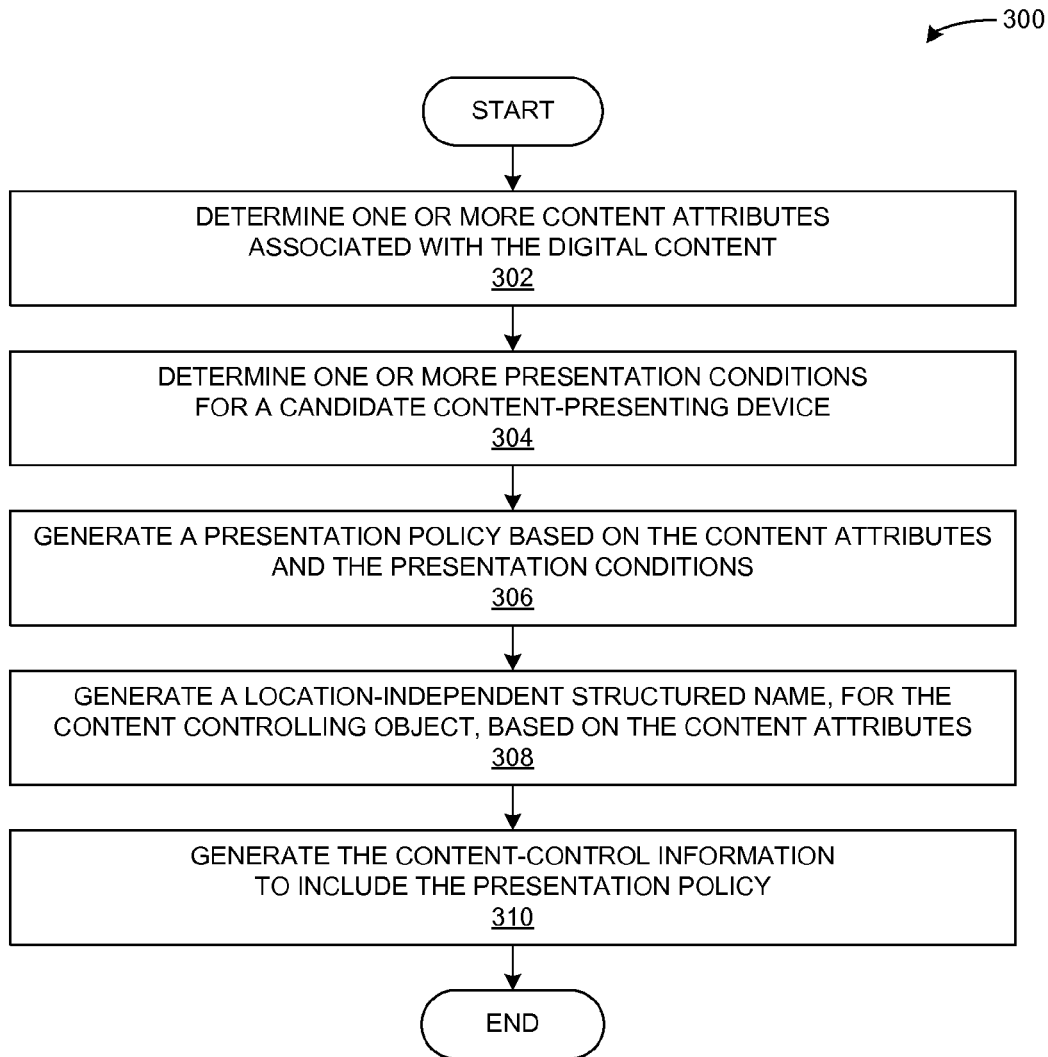 300
START
DETERMINE ONE OR MORE CONTENT ATTRIBUTES
ASSOCIATED WITH THE DIGITAL CONTENT
302
DETERMINE ONE OR MORE PRESENTATION CONDITIONS
FOR A CANDIDATE CONTENT-PRESENTING DEVICE
304
GENERATE A PRESENTATION POLICY BASED ON THE CONTENT ATTRIBUTES
AND THE PRESENTATION CONDITIONS
306
GENERATE A LOCATION-INDEPENDENT STRUCTURED NAME, FOR THE
CONTENT CONTROLLING OBJECT, BASED ON THE CONTENT ATTRIBUTES
308
GENERATE THE CONTENT-CONTROL INFORMATION
TO INCLUDE THE PRESENTATION POLICY
310
END